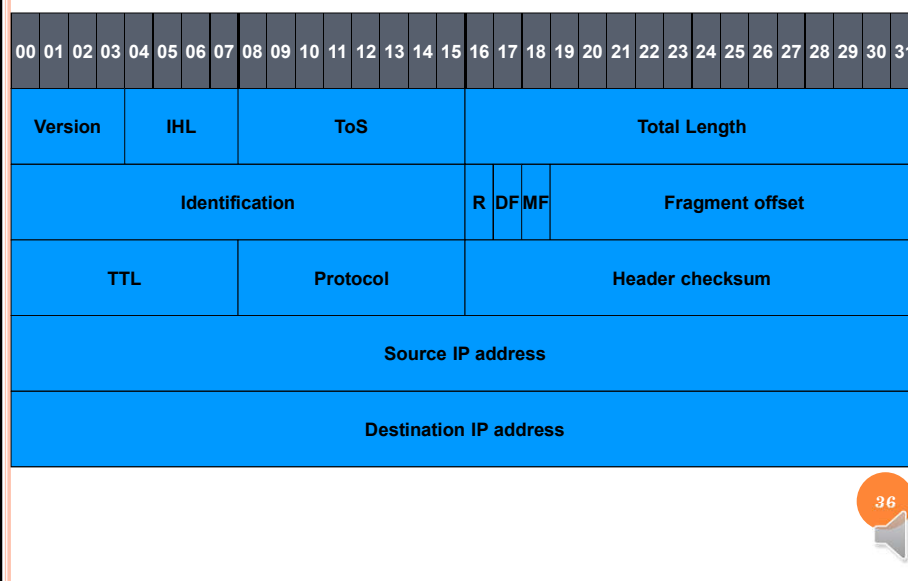 00 01 02 03 04 05 06 07 08 09 10 11 12 13 14 15 16 17 18 19 20 21 22 23 24 25 26 27 28 29 30 31
Version IHL ToS Total Length
Identification R DF MF Fragment offset
TTL Protocol Header checksum
Source IP address
Destination IP address
36